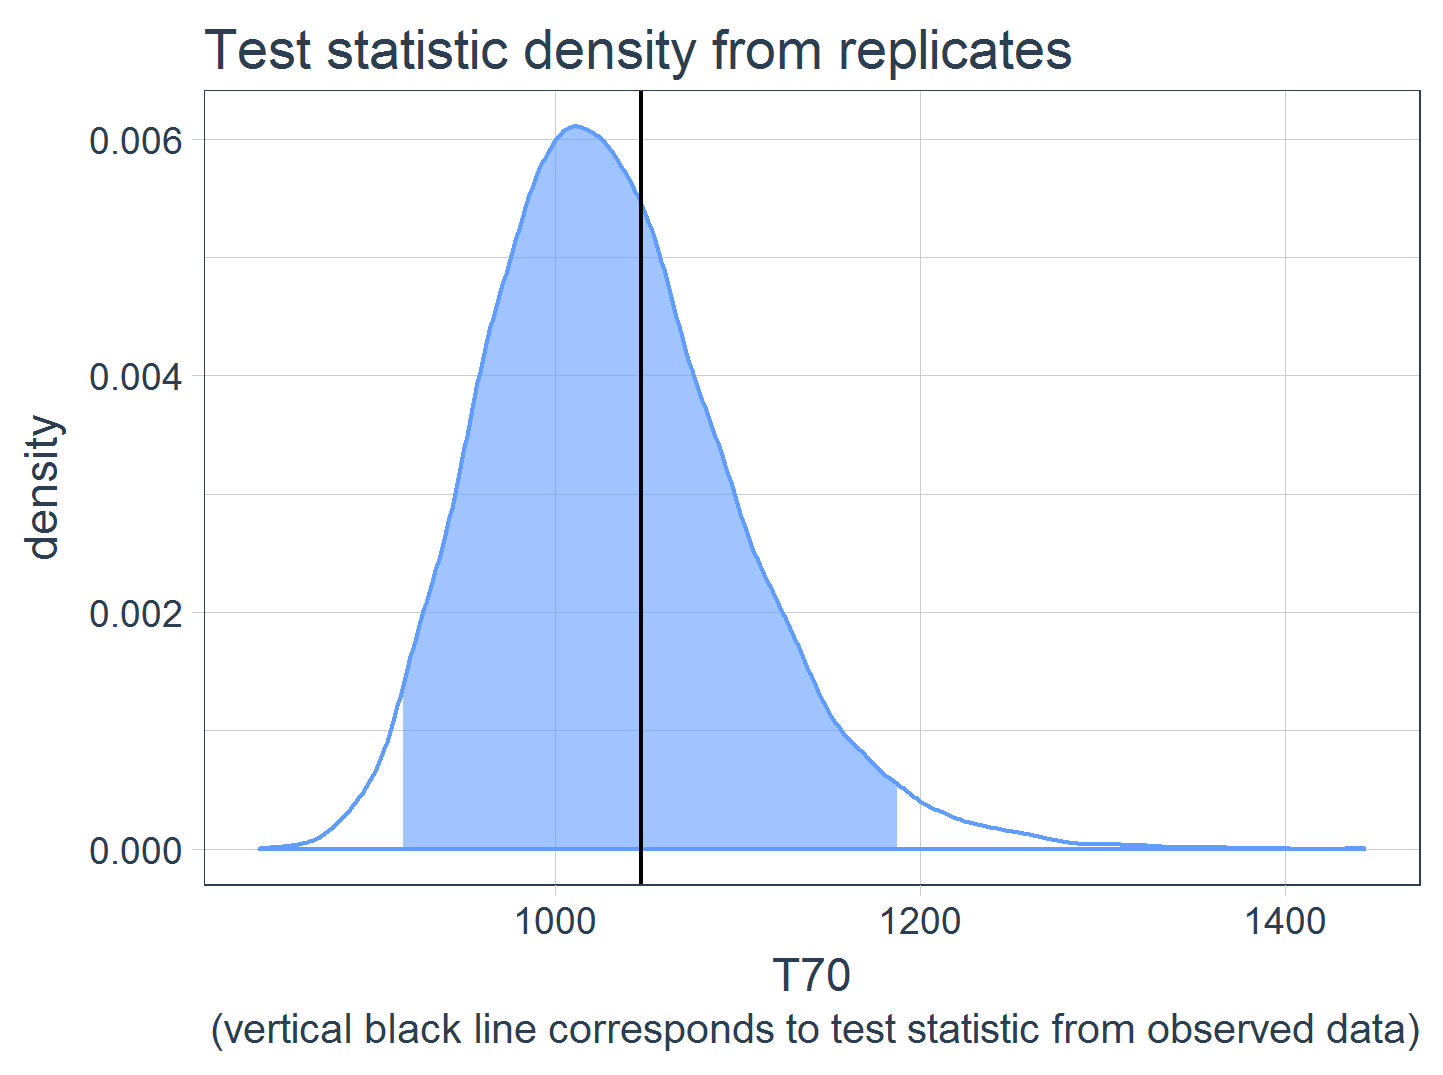 Test statistic density from replicates
0.006
0.004
0.002
0.000
density
1000 1200 1400
T70
(vertical black line corresponds to test statistic from observed data)